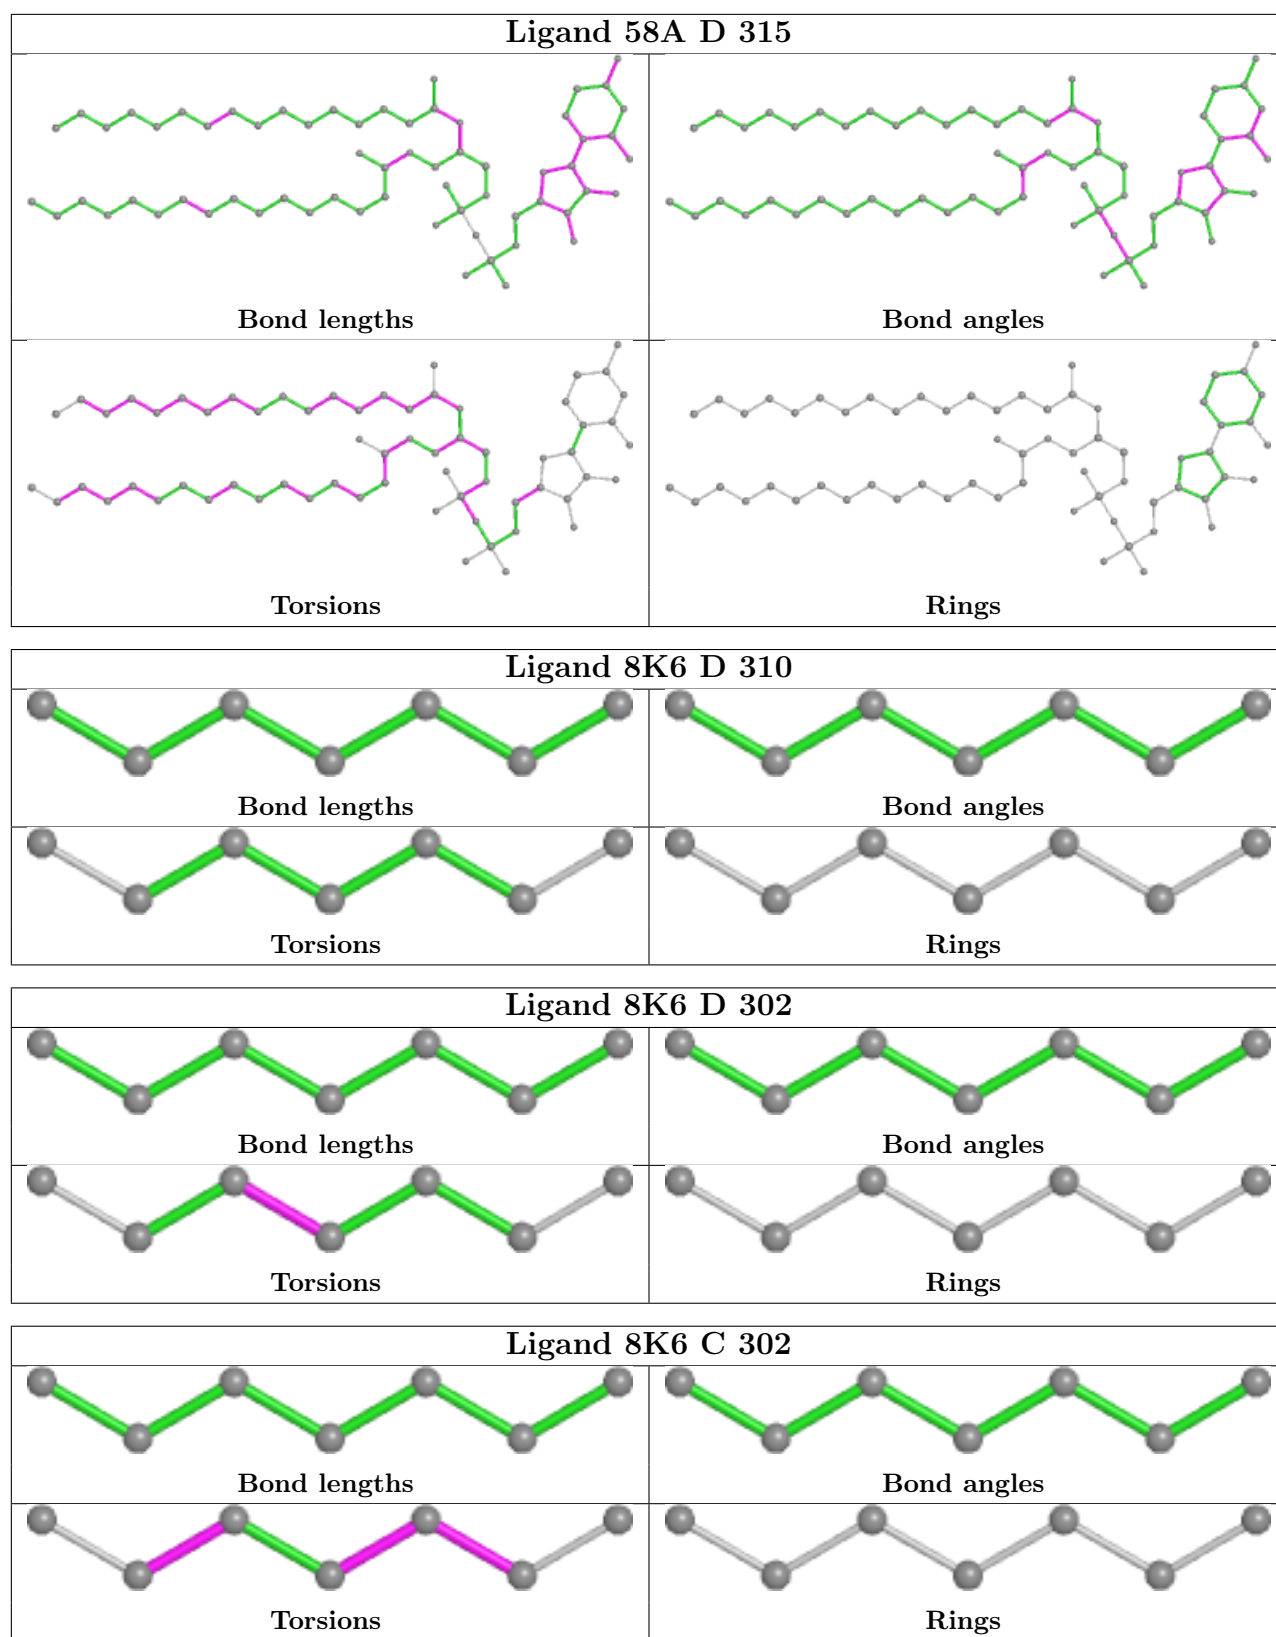 Ligand 58A D 315
Bond lengths
Bond angles
Torsions
Rings
Ligand 8K6 D 310
Bond lengths
Bond angles
Torsions
Rings
Ligand 8K6 D 302
Bond lengths
Bond angles
Torsions
Rings
Ligand 8K6 C 302
Bond lengths
Bond angles
Torsions
Rings